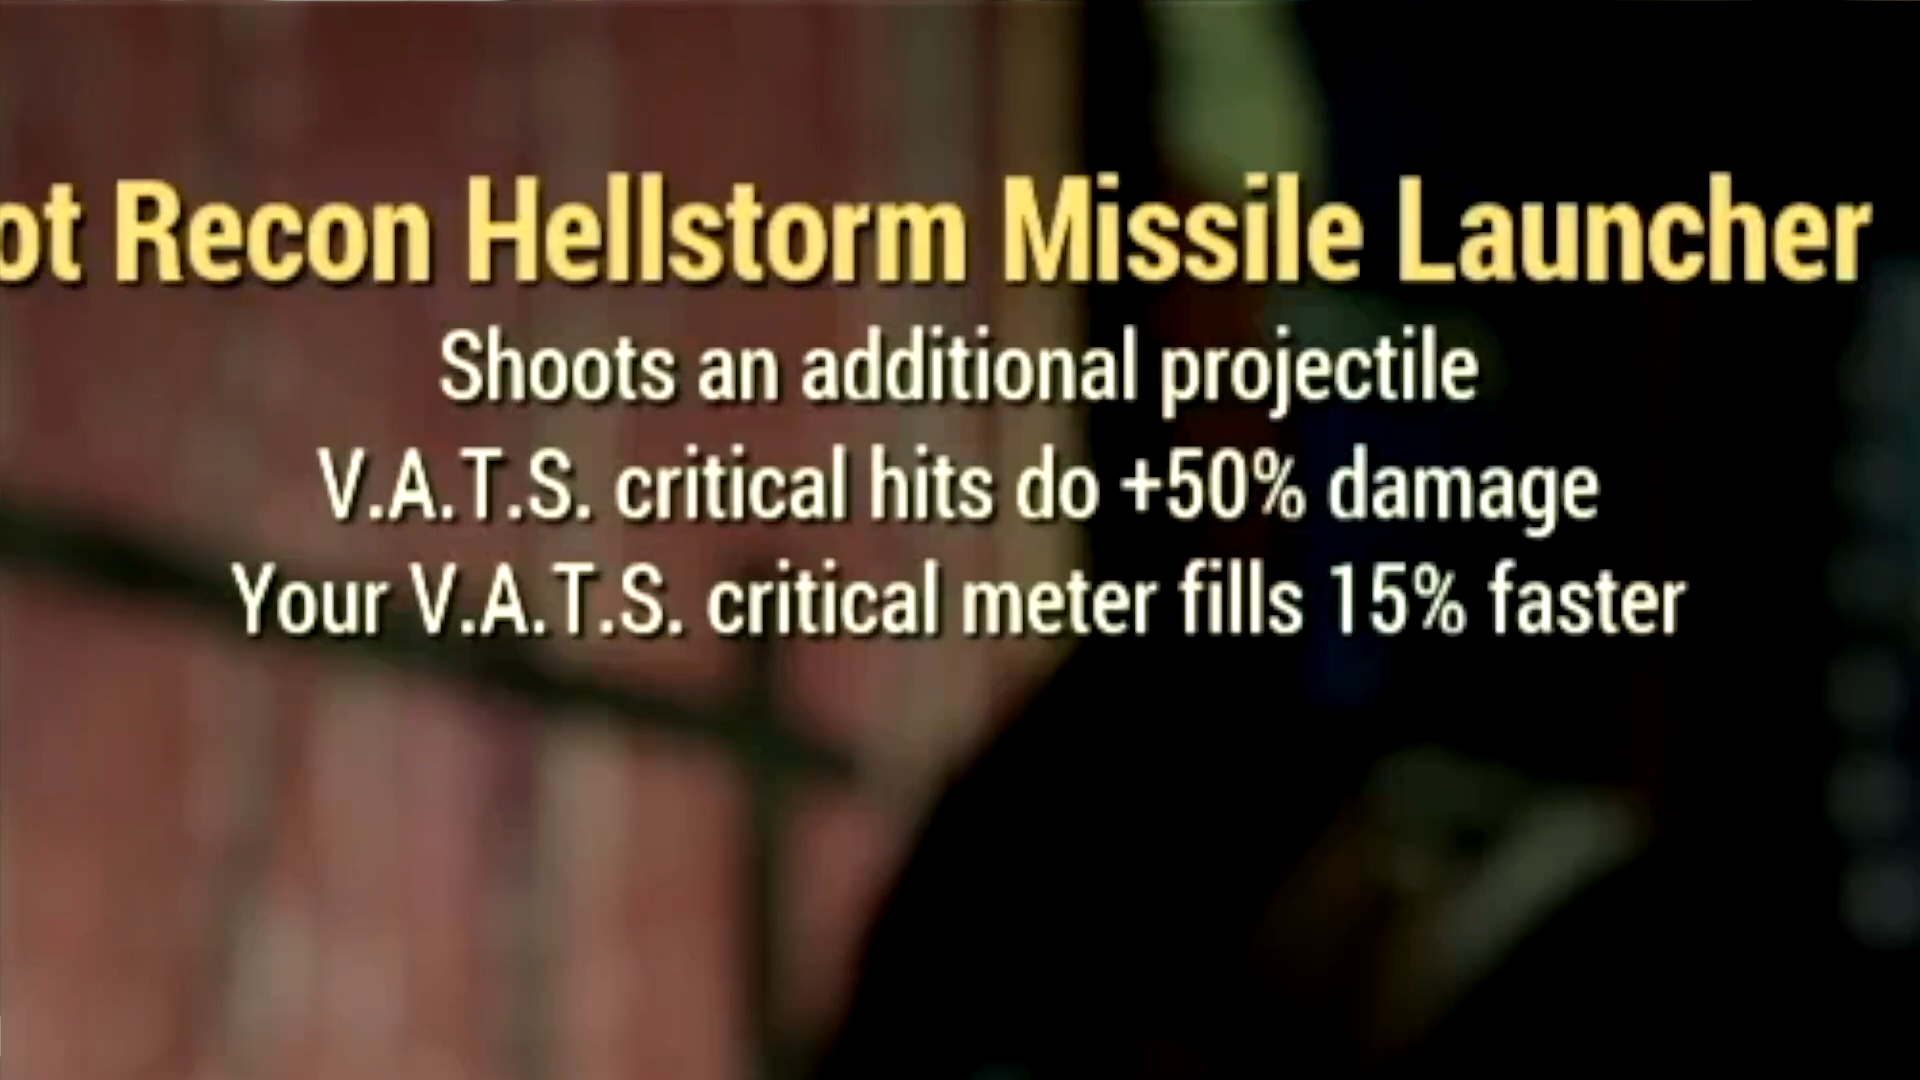 ot Recon Hellstorm Missile Launcher
Shoots an additional projectile
V.A.T.S. critical hits do +50% damage
Your V.A.T.S. critical meter fills 15% faster